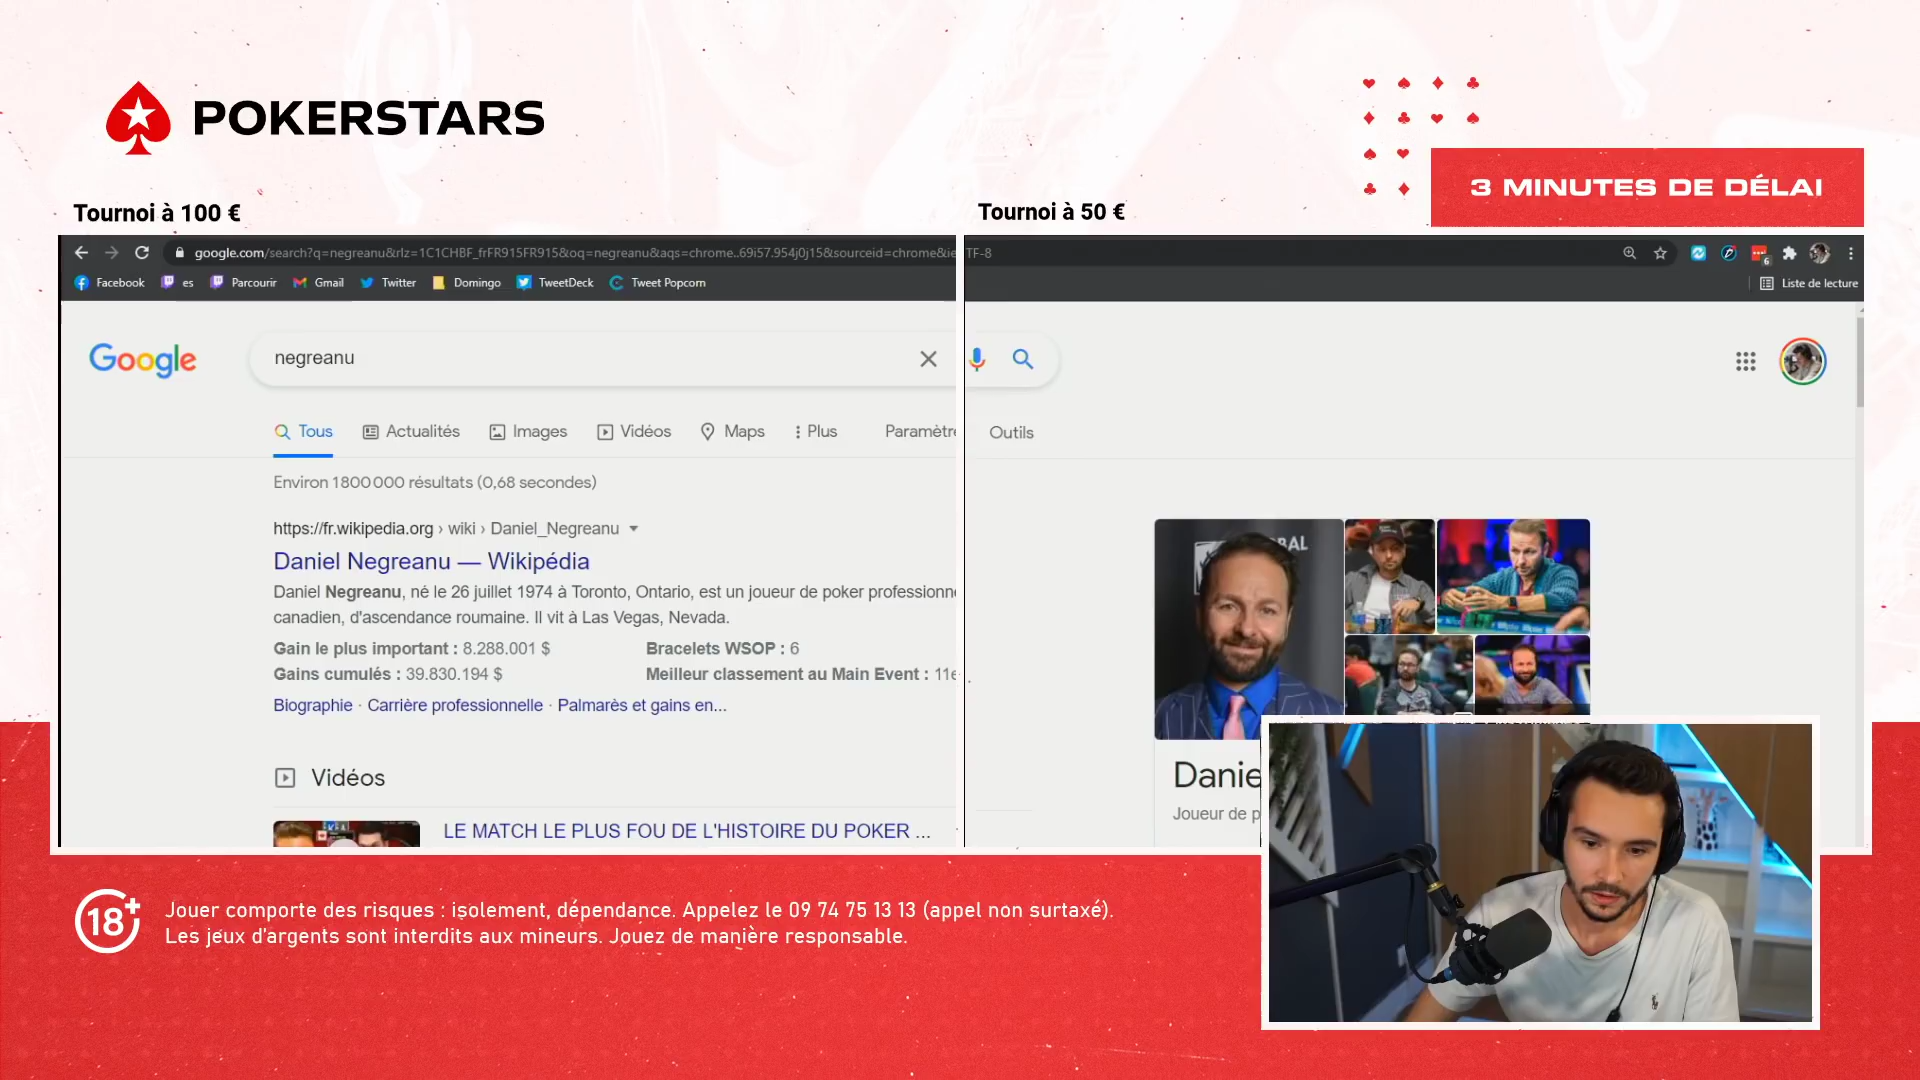 POKERSTARS
3 MINUTES DE DÉLAI
Tournoi à 100 €
Tournoi à 50 €
google.com/search?q=negreanu&rlz=1C1CHBF_frFR915FR915&oq=negreanu&aqs=chrome..69i57.954j0j15&sourceid=chrome&ie
TF-8
6
Facebook
es
Parcourir
Gmail
Twitter
Domingo
TweetDeck
Tweet Popcorn
Liste de lecture
Google
negreanu
Tous
Actualités
Images
Vidéos
Maps
Plus
Paramètre
Outils
Environ 1 800 000 résultats (0,68 secondes)
https://fr.wikipedia.org › wiki › Daniel_Negreanu
Daniel Negreanu — Wikipédia
Daniel Negreanu, né le 26 juillet 1974 à Toronto, Ontario, est un joueur de poker professionne
canadien, d'ascendance roumaine. Il vit à Las Vegas, Nevada.
Gain le plus important : 8.288.001 $
Bracelets WSOP : 6
Gains cumulés : 39.830.194 $
Meilleur classement au Main Event : 11e
Biographie · Carrière professionnelle · Palmarès et gains en...
Vidéos
LE MATCH LE PLUS FOU DE L'HISTOIRE DU POKER ...
Danie
Joueur de p
18+
Jouer comporte des risques : isolement, dépendance. Appelez le 09 74 75 13 13 (appel non surtaxé).
Les jeux d'argents sont interdits aux mineurs. Jouez de manière responsable.